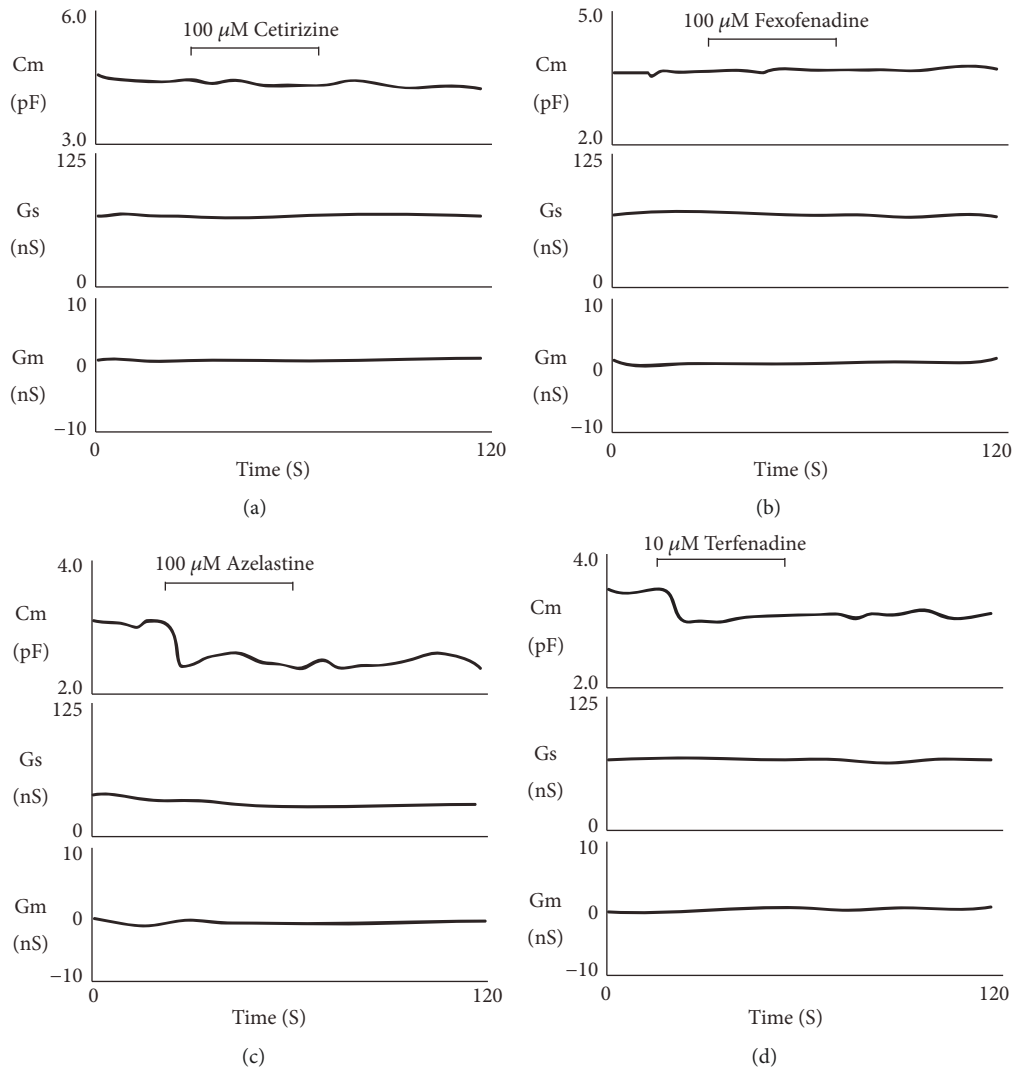 100 μM Cetirizine
6.0
Cm
(pF)
3.0
125
Gs
(nS)
0
10
Gm
0
(nS)
−10
0
120
Time (S)
(a)
100 μM Fexofenadine
5.0
Cm
(pF)
2.0
125
Gs
(nS)
0
10
Gm
0
(nS)
−10
0
120
Time (S)
(b)
100 μM Azelastine
4.0
Cm
(pF)
2.0
125
Gs
(nS)
0
10
Gm
0
(nS)
−10
0
120
Time (S)
(c)
10 μM Terfenadine
4.0
Cm
(pF)
2.0
125
Gs
(nS)
0
10
Gm
0
(nS)
−10
0
120
Time (S)
(d)